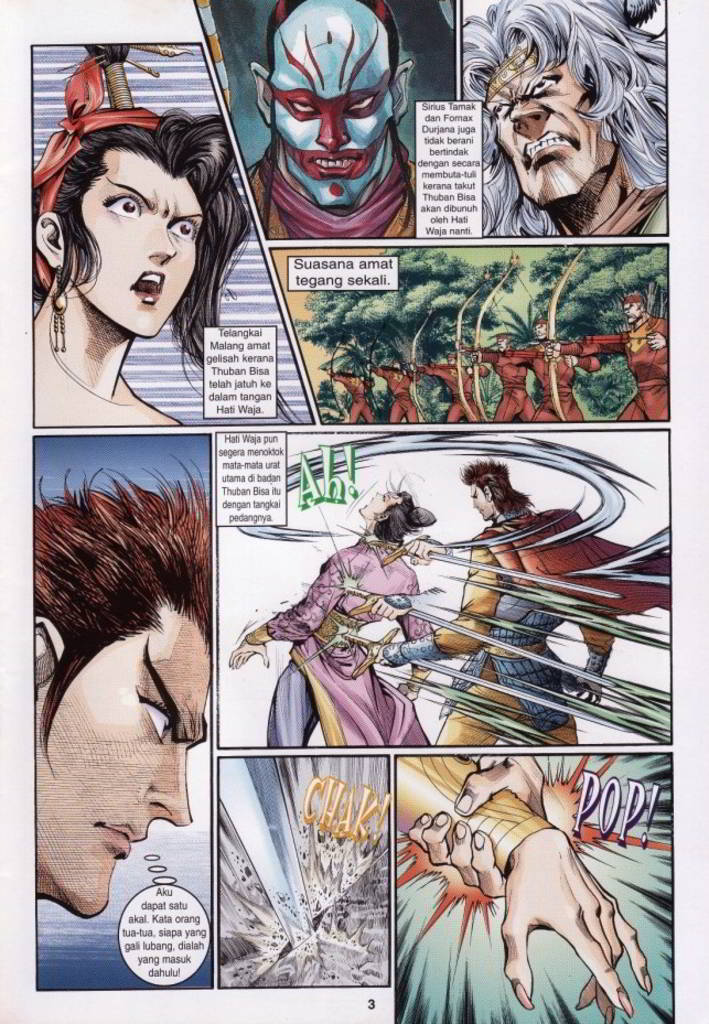 Sirius Tamak
dan Fornax
Durjana juga
tidak berani
bertindak
dengan secara
membuta-tuli
kerana takut
Thuban Bisa
akan dibunuh
oleh Hati
Waja nanti.
Telangkai
Malang amat
gelisah kerana
Thuban Bisa
telah jatuh ke
dalam tangan
Hati Waja.
Suasana amat
tegang sekali.
Hati Waja pun
segera menoktok
mata-mata urat
utama di badan
Thuban Bisa itu
dengan tangkai
pedangnya.
Ah!
Aku
dapat satu
akal. Kata orang
tua-tua, siapa yang
gali lubang, dialah
yang masuk
dahulu!
CHAK!
POP!
3